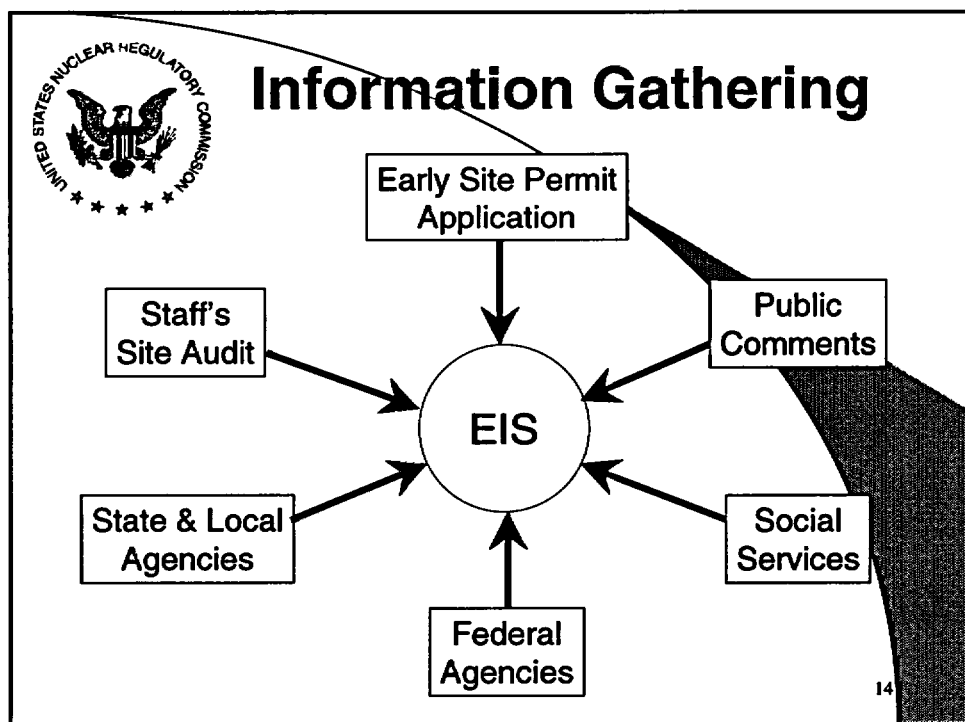 UNITED STATES NUCLEAR REGULATORY COMMISSION
Information Gathering
Early Site Permit
Application
Staff's
Site Audit
Public
Comments
EIS
State & Local
Agencies
Social
Services
Federal
Agencies
14